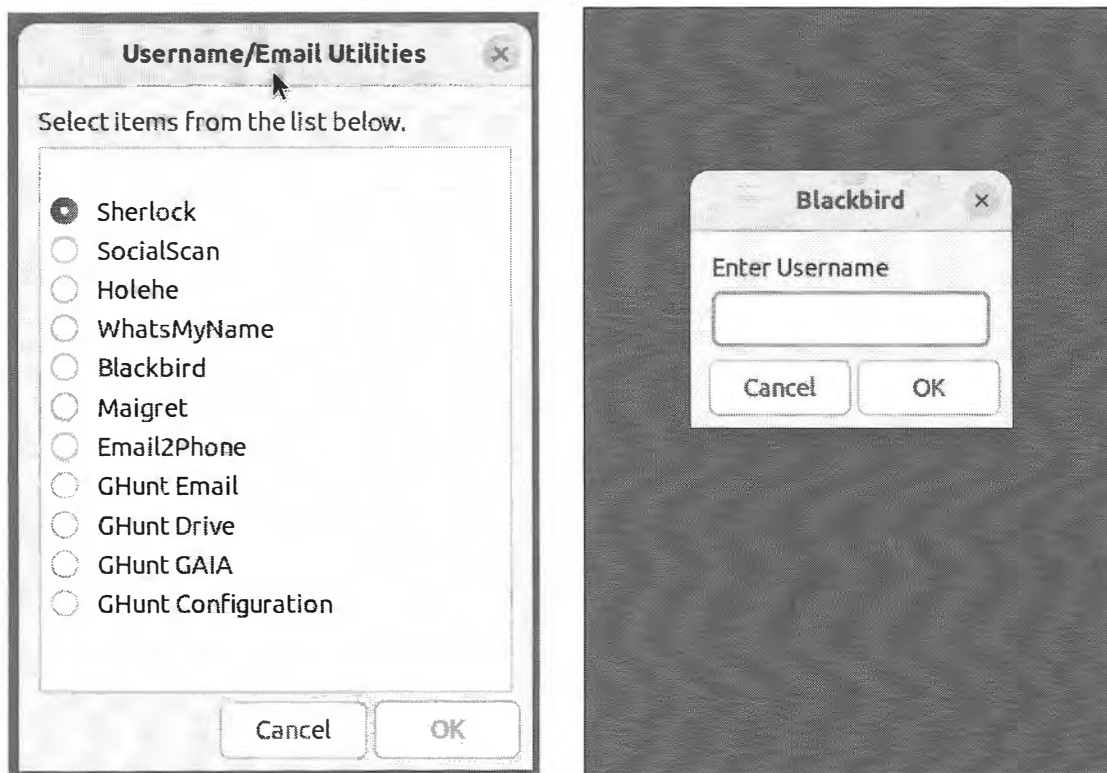 Username/Email Utilities
Select items from the list below.
Sherlock
SocialScan
Holehe
WhatsMyName
Blackbird
Maigret
Email2Phone
GHunt Email
GHunt Drive
GHunt GAIA
GHunt Configuration
Cancel OK
Blackbird
Enter Username
Cancel OK